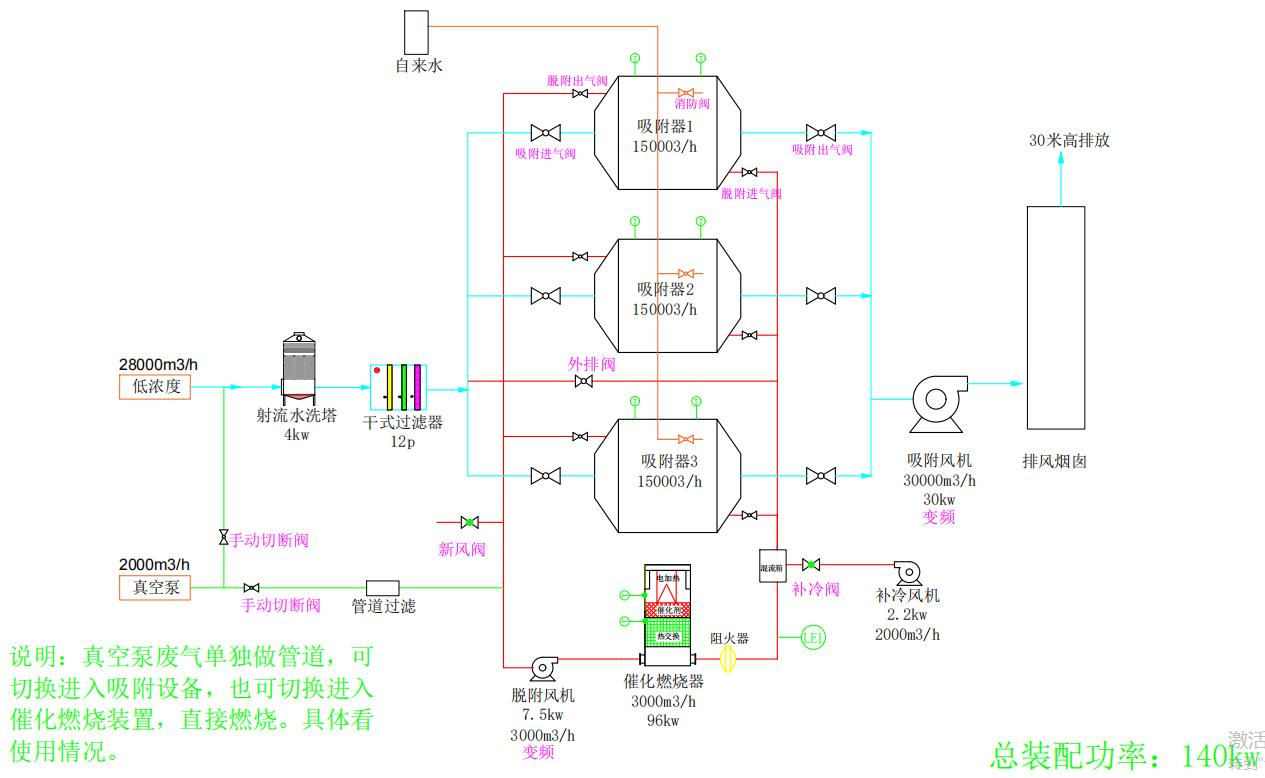 自来水
脱附出气阀
消防阀
吸附器1
150003/h
吸附进气阀
吸附出气阀
脱附进气阀
30米高排放
吸附器2
150003/h
外排阀
28000m3/h
低浓度
射流水洗塔
4kw
干式过滤器
12p
吸附器3
150003/h
吸附风机
30000m3/h
30kw
变频
排风烟囱
新风阀
手动切断阀
2000m3/h
真空泵
手动切断阀
管道过滤
混流箱
补冷阀
补冷风机
2.2kw
2000m3/h
电加热
催化剂
热交换
阻火器
LEL
催化燃烧器
3000m3/h
96kw
脱附风机
7.5kw
3000m3/h
变频
说明：真空泵废气单独做管道，可
切换进入吸附设备，也可切换进入
催化燃烧装置，直接燃烧。具体看
使用情况。
总装配功率：140kw
激活
转到